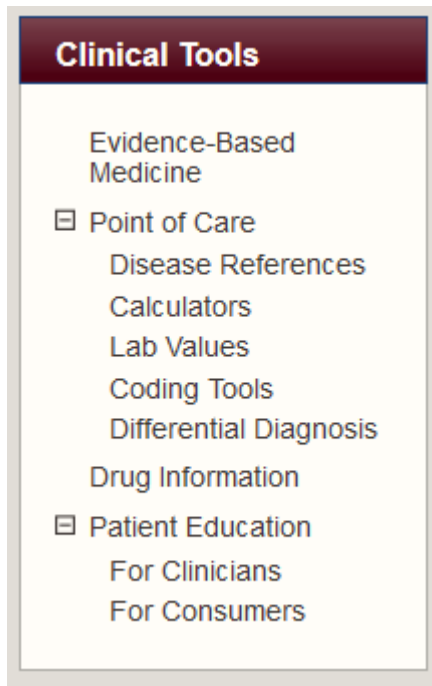 Clinical Tools
Evidence-Based
Medicine
Point of Care
Disease References
Calculators
Lab Values
Coding Tools
Differential Diagnosis
Drug Information
Patient Education
For Clinicians
For Consumers